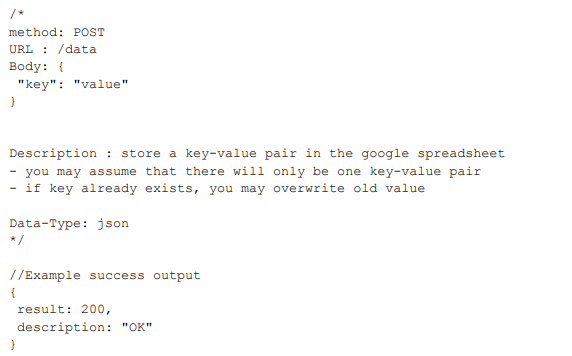 /*
method: POST
URL : /data
Body: {
 "key": "value"
}
Description : store a key-value pair in the google spreadsheet
- you may assume that there will only be one key-value pair
- if key already exists, you may overwrite old value
Data-Type: json
*/
//Example success output
{
 result: 200,
 description: "OK"
}